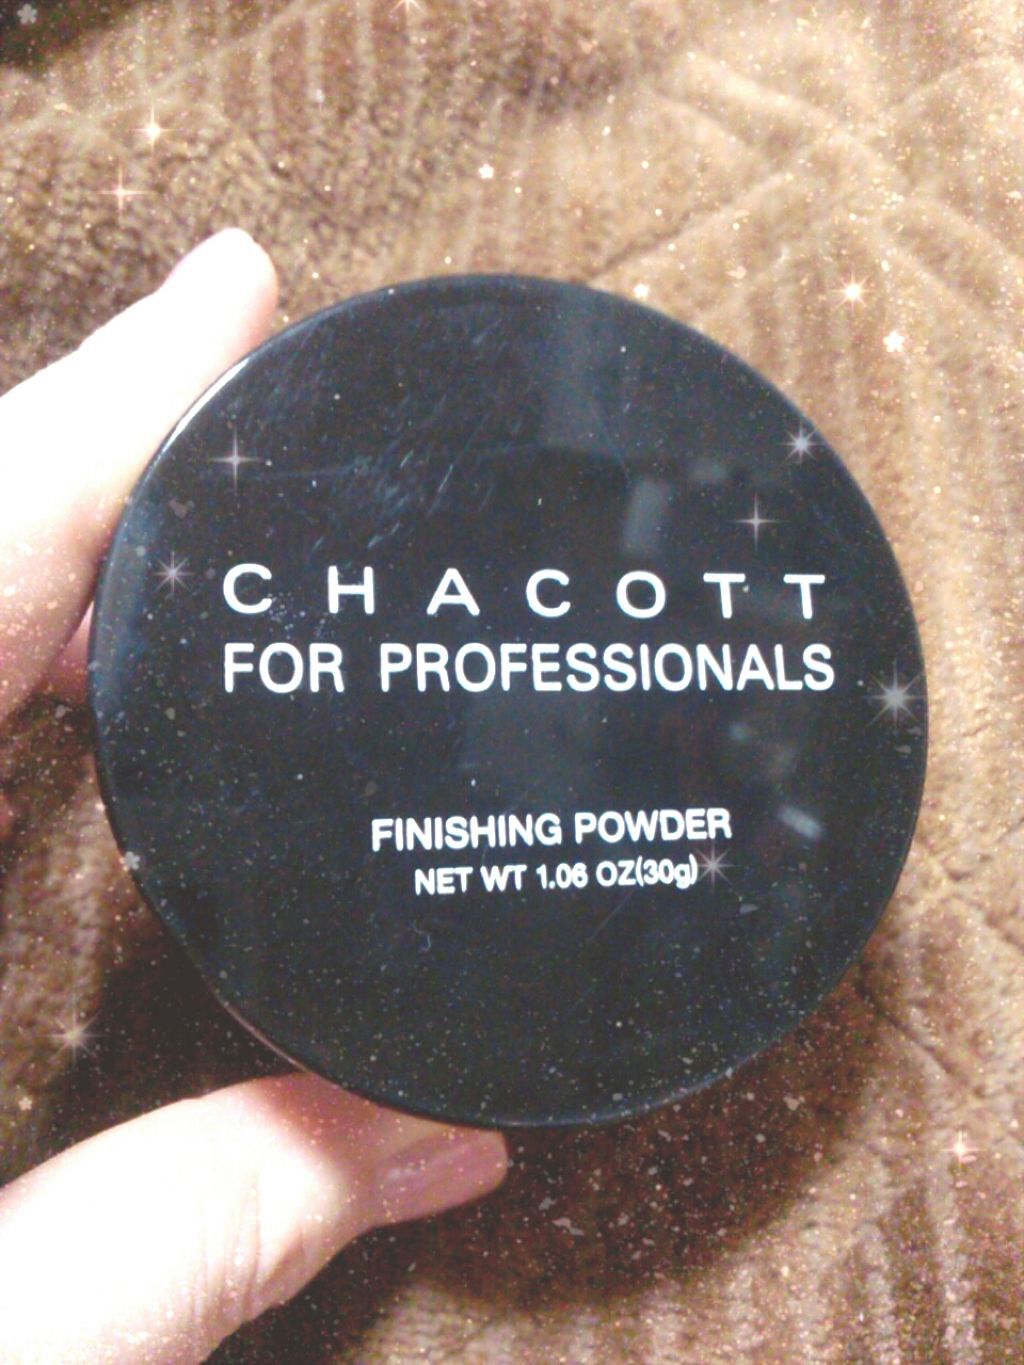 CHACOTT
FOR PROFESSIONALS
FINISHING POWDER
NET WT 1.06 OZ(30g)